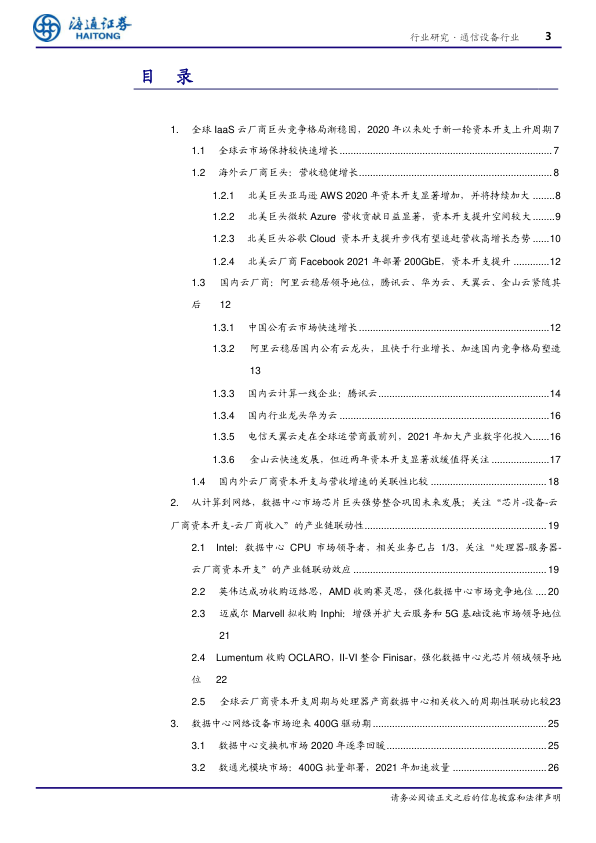 海通证券
HAITONG
行业研究·通信设备行业 3
目 录
1. 全球 IaaS 云厂商巨头竞争格局渐稳固，2020 年以来处于新一轮资本开支上升周期7
1.1 全球云市场保持较快速增长 7
1.2 海外云厂商巨头：营收稳健增长 8
1.2.1 北美巨头亚马逊 AWS 2020 年资本开支显著增加，并将持续加大 8
1.2.2 北美巨头微软 Azure 营收贡献日益显著，资本开支提升空间较大 9
1.2.3 北美巨头谷歌 Cloud 资本开支提升步伐有望追赶营收高增长态势 10
1.2.4 北美云厂商 Facebook 2021 年部署 200GbE，资本开支提升 12
1.3 国内云厂商：阿里云稳居领导地位，腾讯云、华为云、天翼云、金山云紧随其
后 12
1.3.1 中国公有云市场快速增长 12
1.3.2 阿里云稳居国内公有云龙头，且快于行业增长、加速国内竞争格局塑造
13
1.3.3 国内云计算一线企业：腾讯云 14
1.3.4 国内行业龙头华为云 16
1.3.5 电信天翼云走在全球运营商最前列，2021 年加大产业数字化投入 16
1.3.6 金山云快速发展，但近两年资本开支显著放缓值得关注 17
1.4 国内外云厂商资本开支与营收增速的关联性比较 18
2. 从计算到网络，数据中心市场芯片巨头强势整合巩固未来发展；关注“芯片-设备-云
厂商资本开支-云厂商收入”的产业链联动性 19
2.1 Intel：数据中心 CPU 市场领导者，相关业务已占 1/3，关注“处理器-服务器-
云厂商资本开支”的产业链联动效应 19
2.2 英伟达成功收购迈络思，AMD 收购赛灵思，强化数据中心市场竞争地位 20
2.3 迈威尔 Marvell 拟收购 Inphi：增强并扩大云服务和 5G 基础设施市场领导地位
21
2.4 Lumentum 收购 OCLARO，II-VI 整合 Finisar，强化数据中心光芯片领域领导地
位 22
2.5 全球云厂商资本开支周期与处理器产商数据中心相关收入的周期性联动比较23
3. 数据中心网络设备市场迎来 400G 驱动期 25
3.1 数据中心交换机市场 2020 年逐季回暖 25
3.2 数通光模块市场：400G 批量部署，2021 年加速放量 26
请务必阅读正文之后的信息披露和法律声明